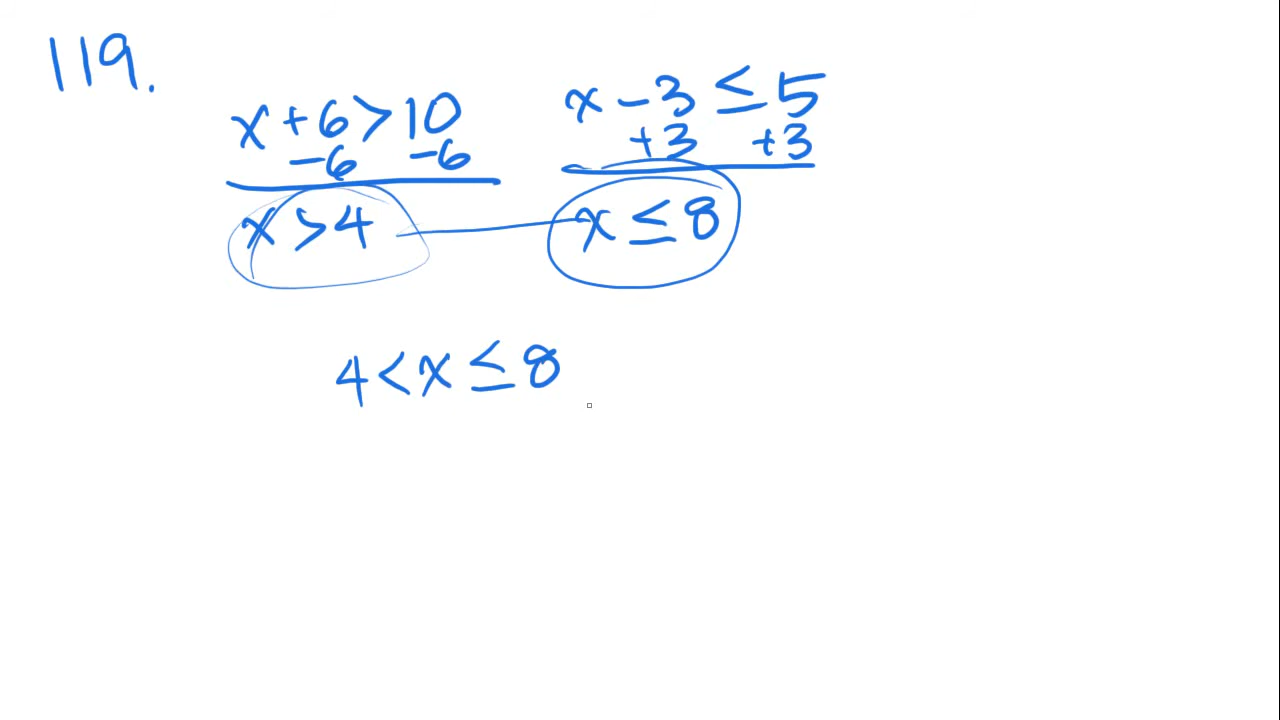 119.
x + 6 > 10 x - 3 ≤ 5
-6 -6 +3 +3
x > 4 x ≤ 8
4 < x ≤ 8